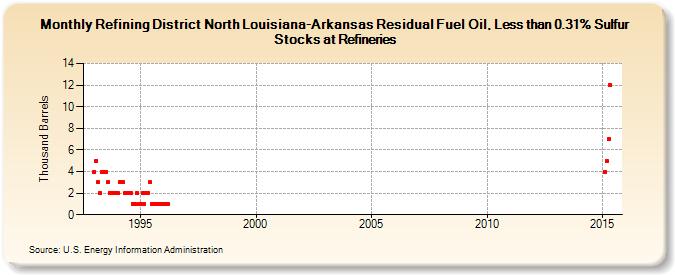 Monthly Refining District North Louisiana-Arkansas Residual Fuel Oil, Less than 0.31% Sulfur
Stocks at Refineries
Thousand Barrels
14
12
10
8
6
4
2
0
1995 2000 2005 2010 2015
Source: U.S. Energy Information Administration